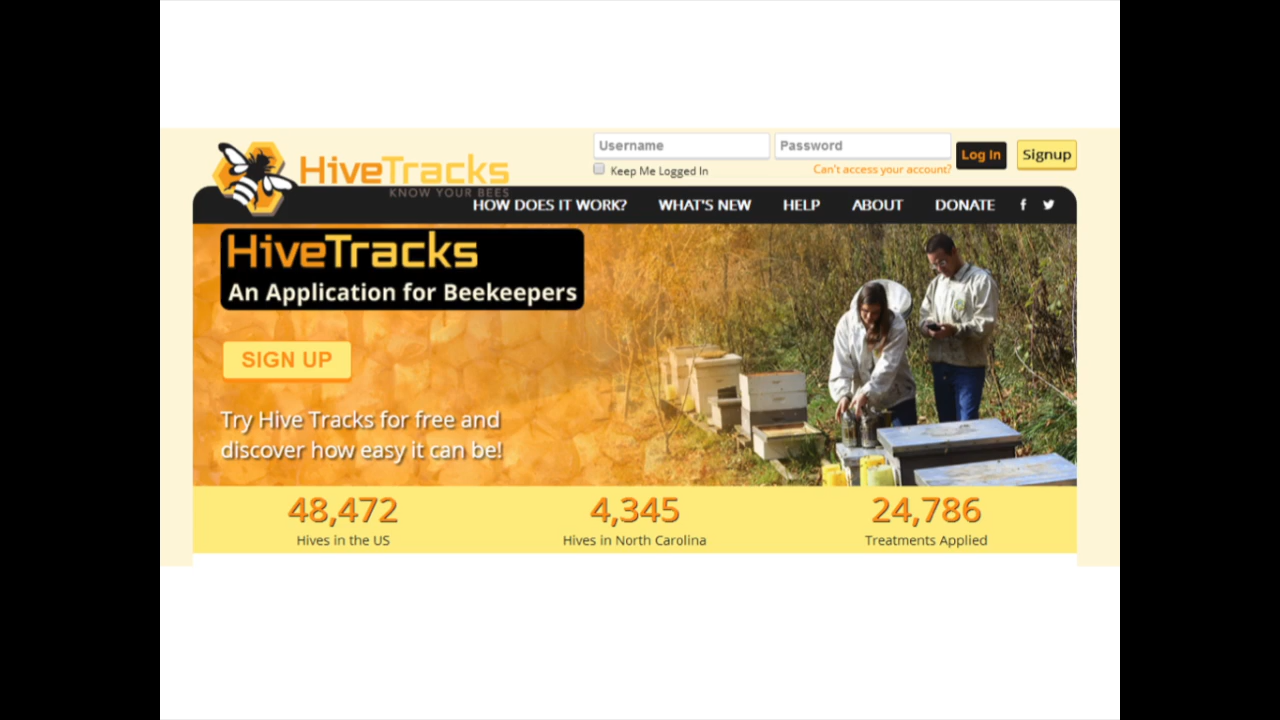 Username
Password
Log In
Signup
Keep Me Logged In
Can't access your account?
HiveTracks
KNOW YOUR BEES
HOW DOES IT WORK?
WHAT'S NEW
HELP
ABOUT
DONATE
HiveTracks
An Application for Beekeepers
SIGN UP
Try Hive Tracks for free and
discover how easy it can be!
48,472
Hives in the US
4,345
Hives in North Carolina
24,786
Treatments Applied